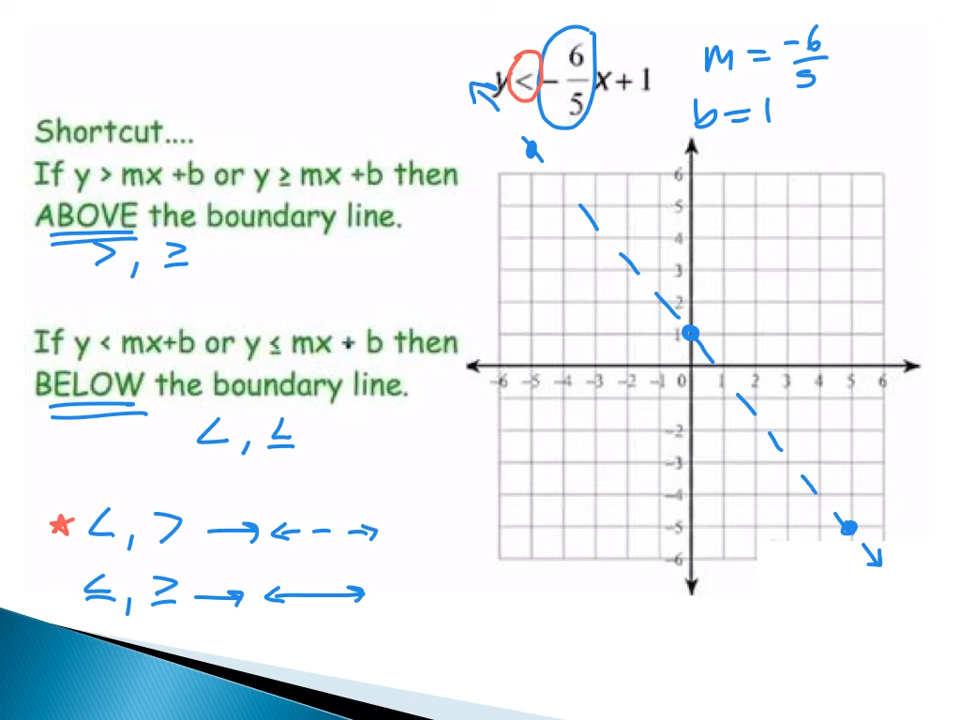 y < - 6/5 x + 1
m = -6/5
b = 1
Shortcut....
If y > mx +b or y ≥ mx +b then
ABOVE the boundary line.
>, ≥
If y < mx+b or y ≤ mx + b then
BELOW the boundary line.
<, ≤
* <, > → ← - - →
≤, ≥ → ←→
6
5
4
3
2
1
-6 -5 -4 -3 -2 -1 0 1 2 3 4 5 6
-2
-3
-4
-5
-6